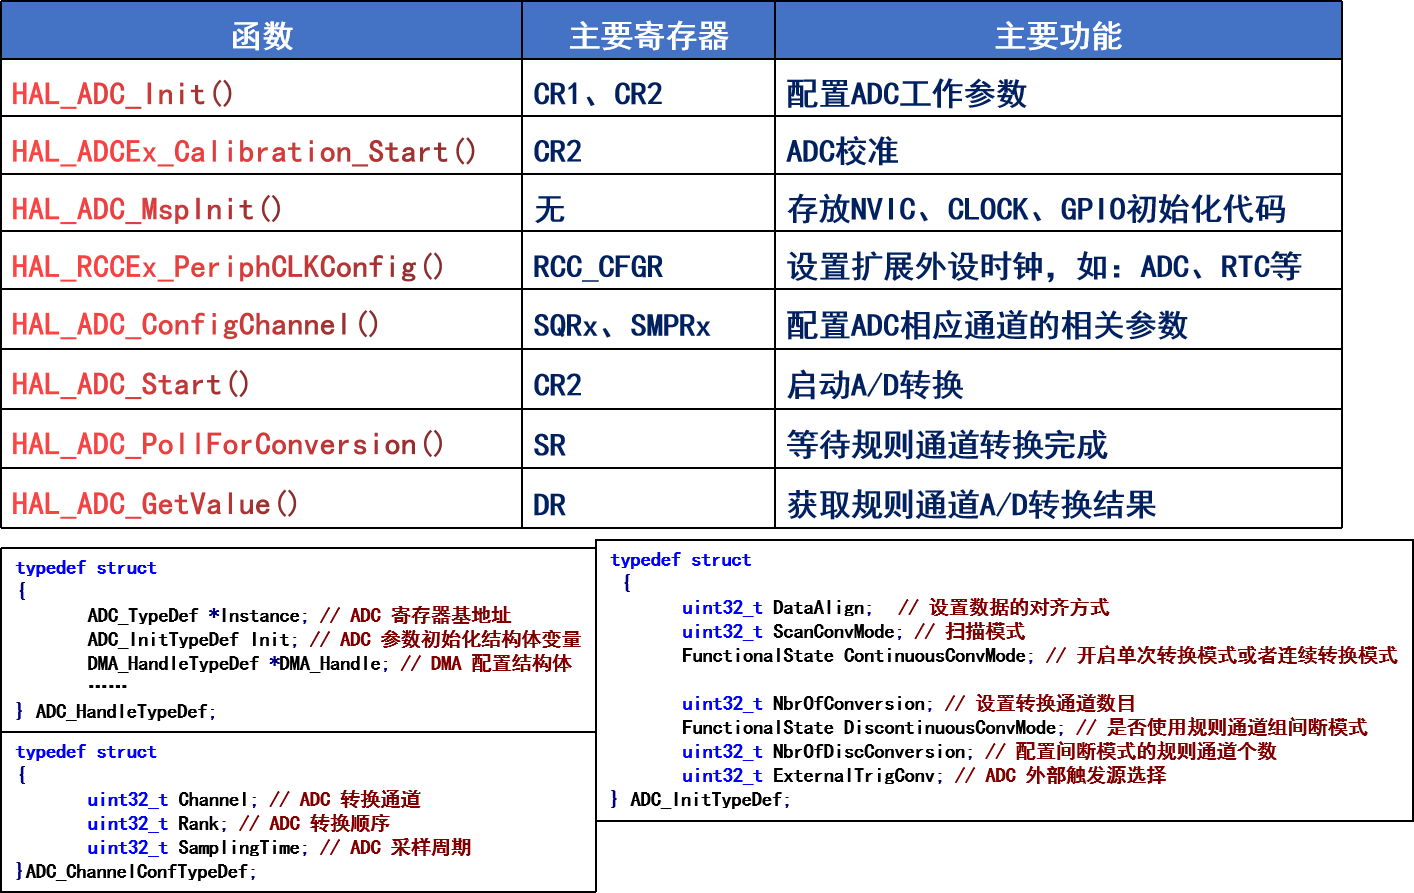 函数 主要寄存器 主要功能
HAL_ADC_Init() CR1、CR2 配置ADC工作参数
HAL_ADCEx_Calibration_Start() CR2 ADC校准
HAL_ADC_MspInit() 无 存放NVIC、CLOCK、GPIO初始化代码
HAL_RCCEx_PeriphCLKConfig() RCC_CFGR 设置扩展外设时钟，如：ADC、RTC等
HAL_ADC_ConfigChannel() SQRx、SMPRx 配置ADC相应通道的相关参数
HAL_ADC_Start() CR2 启动A/D转换
HAL_ADC_PollForConversion() SR 等待规则通道转换完成
HAL_ADC_GetValue() DR 获取规则通道A/D转换结果
typedef struct
{
ADC_TypeDef *Instance; // ADC 寄存器基地址
ADC_InitTypeDef Init; // ADC 参数初始化结构体变量
DMA_HandleTypeDef *DMA_Handle; // DMA 配置结构体
……
} ADC_HandleTypeDef;
typedef struct
{
uint32_t Channel; // ADC 转换通道
uint32_t Rank; // ADC 转换顺序
uint32_t SamplingTime; // ADC 采样周期
}ADC_ChannelConfTypeDef;
typedef struct
{
uint32_t DataAlign; // 设置数据的对齐方式
uint32_t ScanConvMode; // 扫描模式
FunctionalState ContinuousConvMode; // 开启单次转换模式或者连续转换模式
uint32_t NbrOfConversion; // 设置转换通道数目
FunctionalState DiscontinuousConvMode; // 是否使用规则通道组间断模式
uint32_t NbrOfDiscConversion; // 配置间断模式的规则通道个数
uint32_t ExternalTrigConv; // ADC 外部触发源选择
} ADC_InitTypeDef;